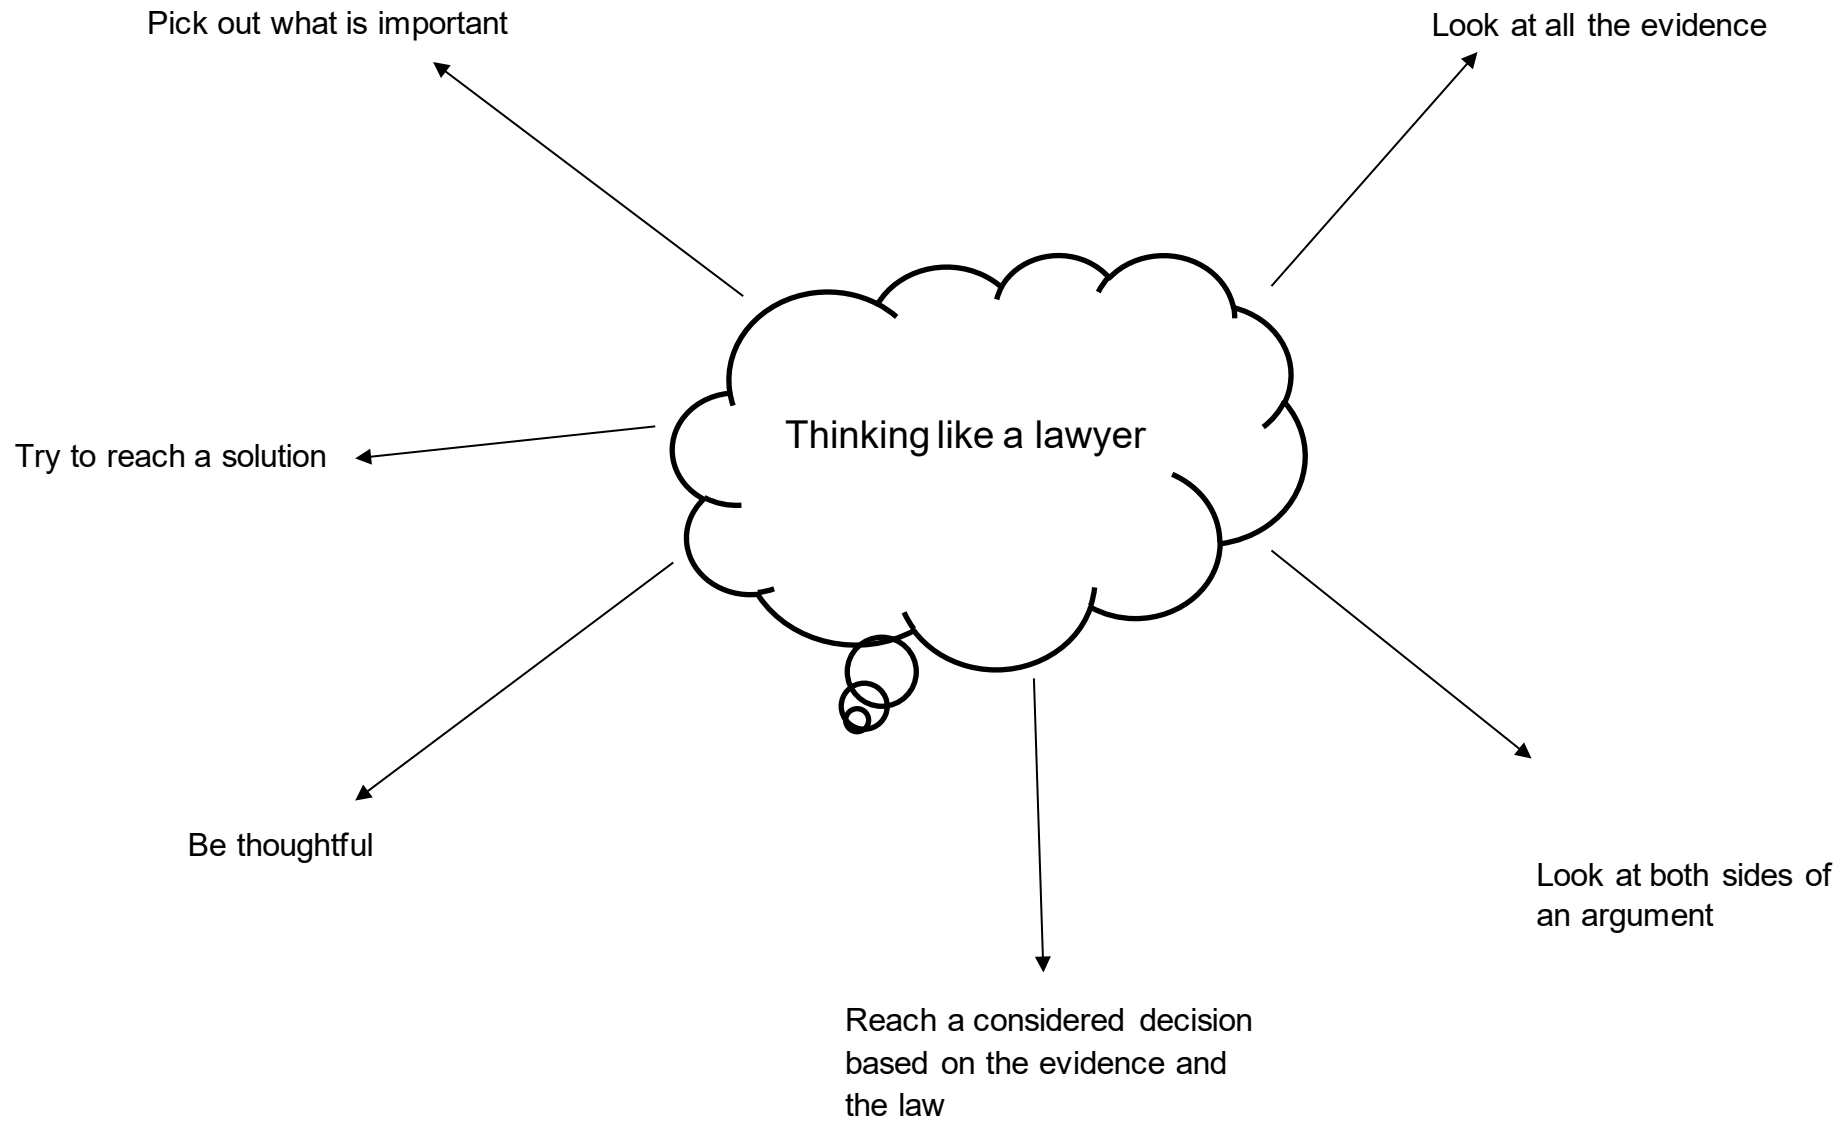 Pick out what is important
Look at all the evidence
Thinking like a lawyer
Try to reach a solution
Be thoughtful
Look at both sides of
an argument
Reach a considered decision
based on the evidence and
the law